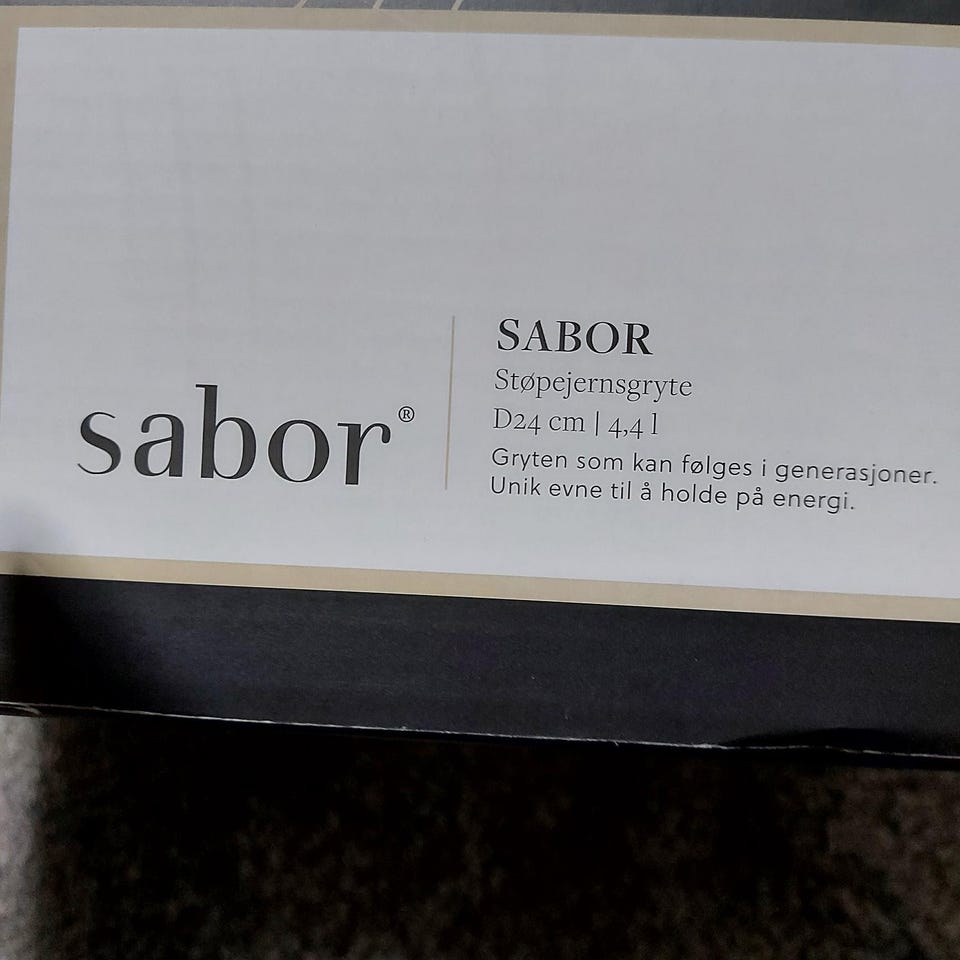 sabor®
SABOR
Støpejernsgryte
D24 cm | 4,4 l
Gryten som kan følges i generasjoner.
Unik evne til å holde på energi.